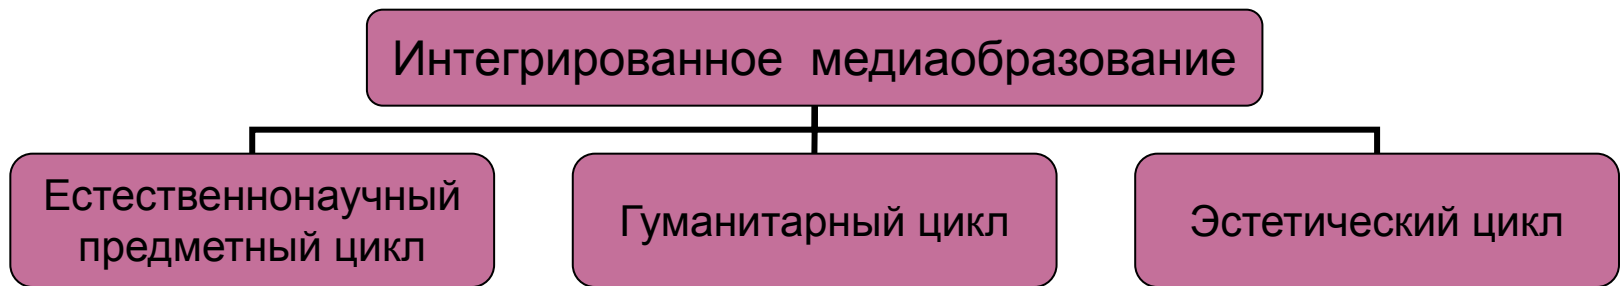 Интегрированное медиаобразование
Естественнонаучный
предметный цикл
Гуманитарный цикл
Эстетический цикл